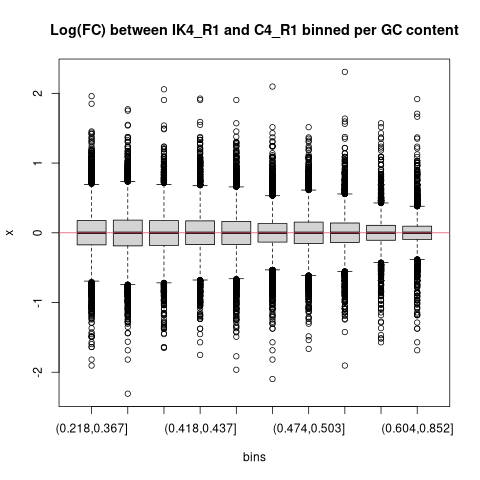 Log(FC) between IK4_R1 and C4_R1 binned per GC content
2
1
0
-1
-2
x
(0.218,0.367] (0.418,0.437] (0.474,0.503] (0.604,0.852]
bins